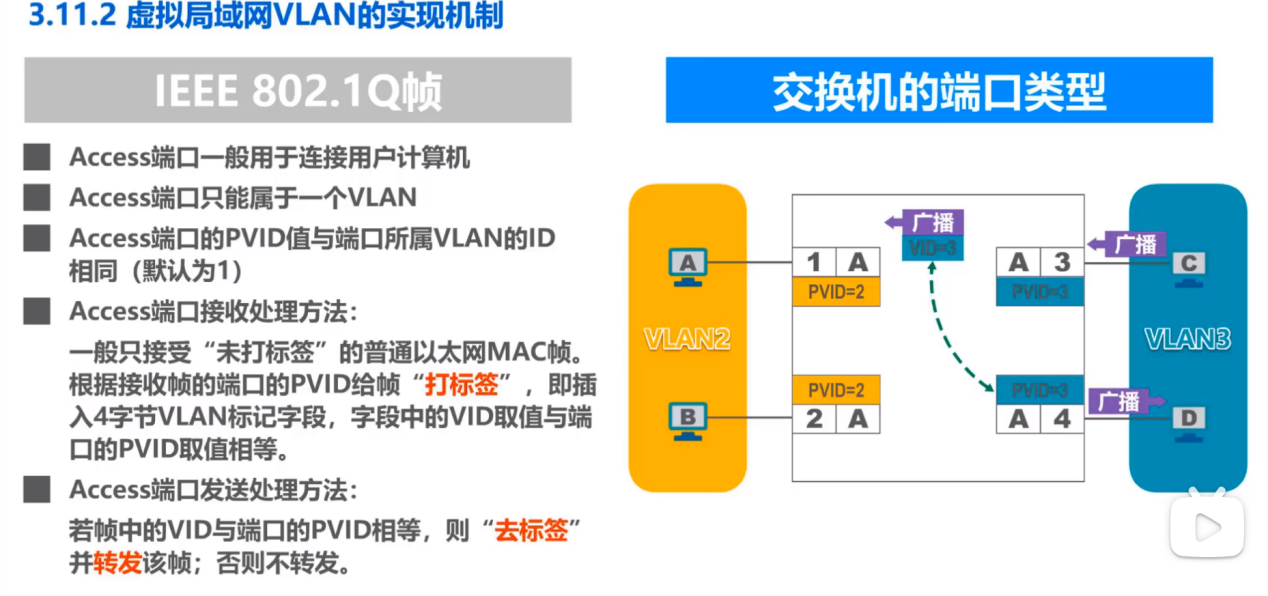 3.11.2 虚拟局域网VLAN的实现机制
IEEE 802.1Q帧
交换机的端口类型
Access端口一般用于连接用户计算机
Access端口只能属于一个VLAN
Access端口的PVID值与端口所属VLAN的ID
相同（默认为1）
Access端口接收处理方法：
一般只接受“未打标签”的普通以太网MAC帧。
根据接收帧的端口的PVID给帧“打标签”，即插
入4字节VLAN标记字段，字段中的VID取值与端
口的PVID取值相等。
Access端口发送处理方法：
若帧中的VID与端口的PVID相等，则“去标签”
并转发该帧；否则不转发。
VLAN2
A
B
1 A
PVID=2
PVID=2
2 A
广播
VID=3
A 3
PVID=3
PVID=3
A 4
广播
广播
VLAN3
C
D